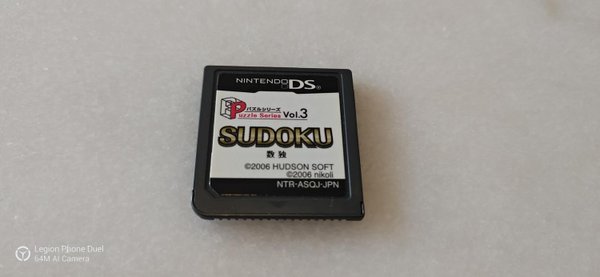 NINTENDO DS
パズルシリーズ
Puzzle Series Vol.3
SUDOKU
数独
©2006 HUDSON SOFT
©2006 nikoli
NTR-ASQJ-JPN
Legion Phone Duel
64M AI Camera